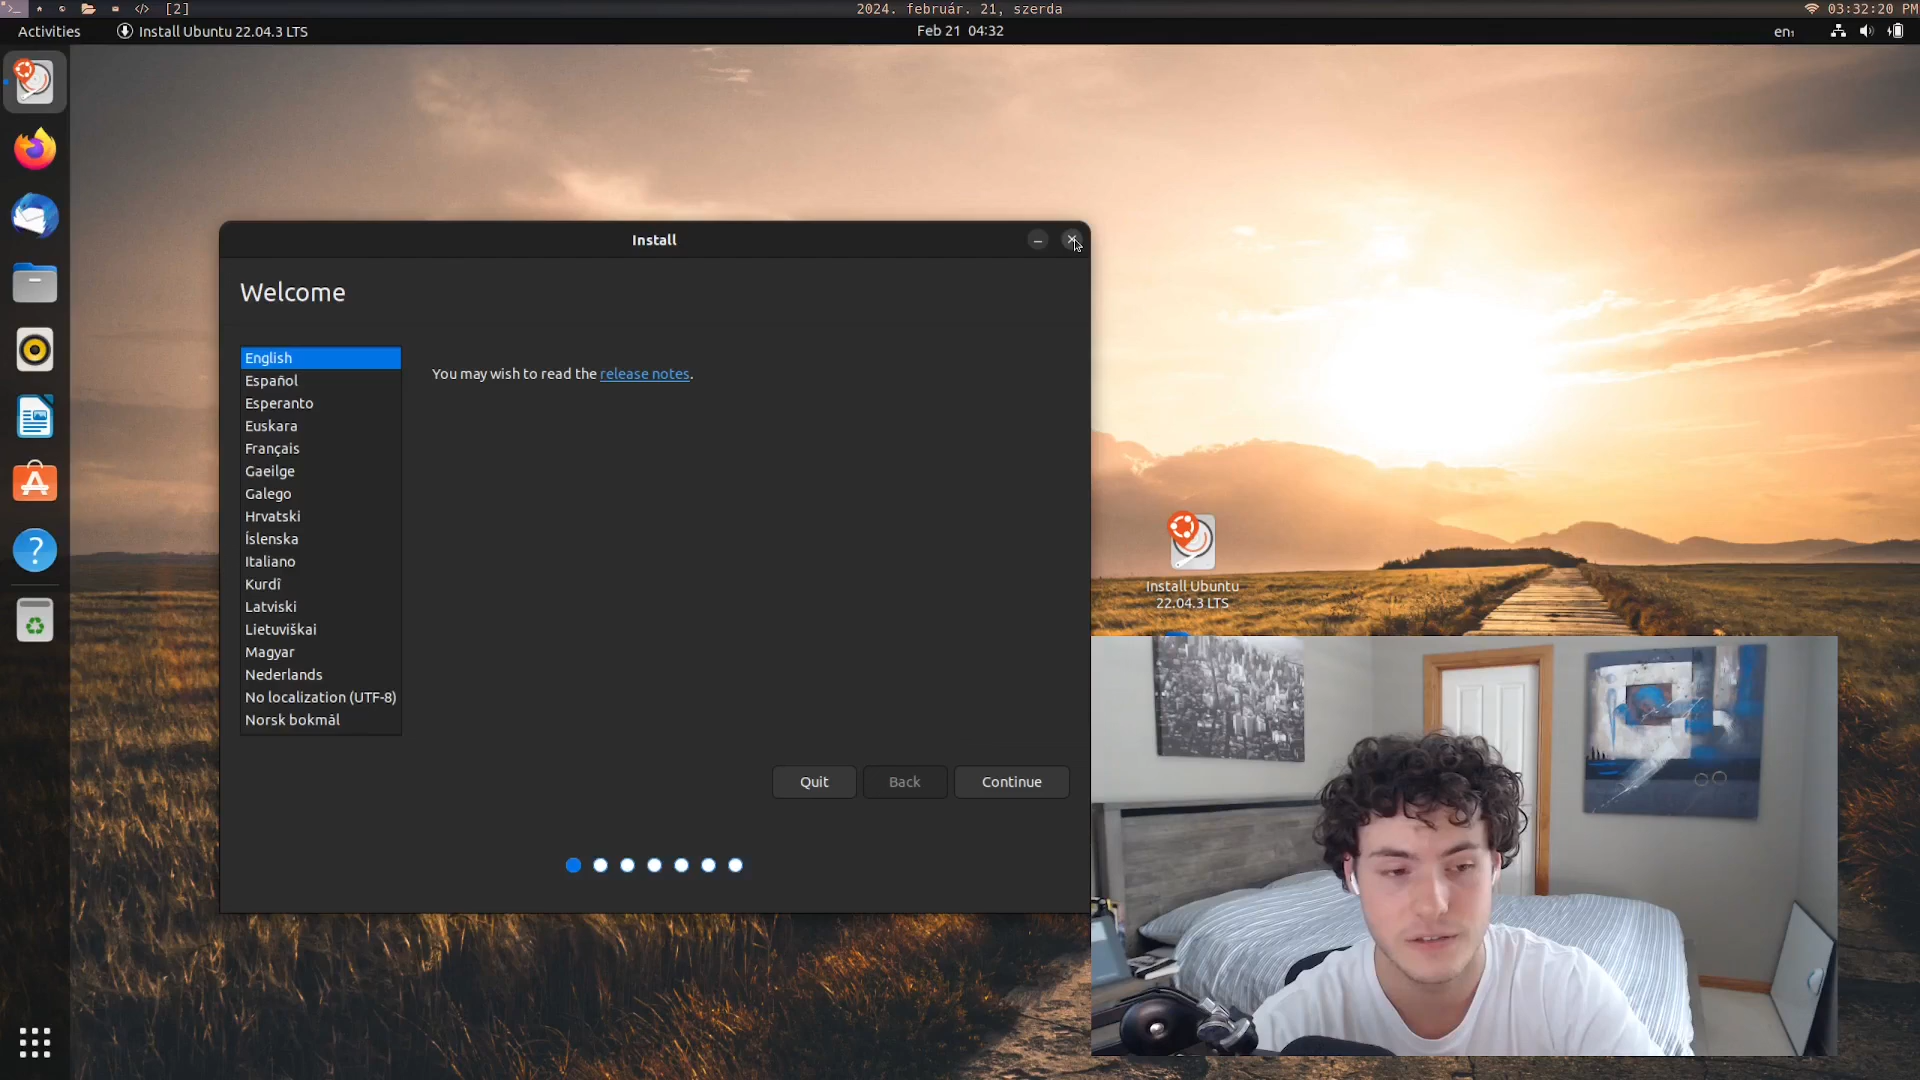 [2]
2024. február. 21, szerda
03:32:20 PM
Activities
Install Ubuntu 22.04.3 LTS
Feb 21 04:32
en₁
Install
Welcome
English
Español
Esperanto
Euskara
Français
Gaeilge
Galego
Hrvatski
Íslenska
Italiano
Kurdî
Latviski
Lietuviškai
Magyar
Nederlands
No localization (UTF-8)
Norsk bokmål
You may wish to read the release notes.
Quit
Back
Continue
Install Ubuntu
22.04.3 LTS